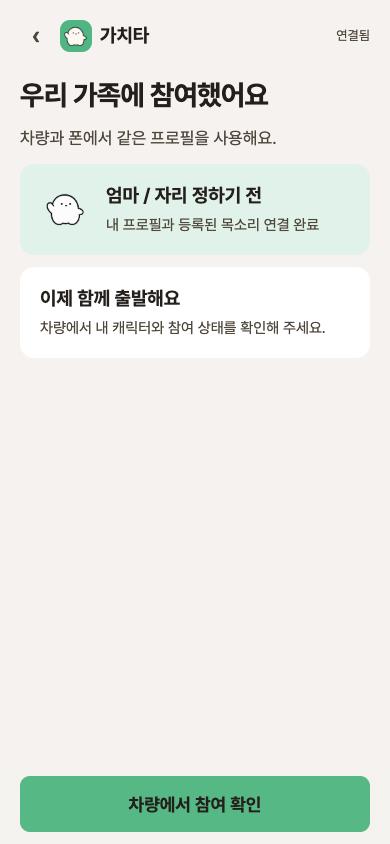 가치타
연결됨
우리 가족에 참여했어요
차량과 폰에서 같은 프로필을 사용해요.
엄마 / 자리 정하기 전
내 프로필과 등록된 목소리 연결 완료
이제 함께 출발해요
차량에서 내 캐릭터와 참여 상태를 확인해 주세요.
차량에서 참여 확인